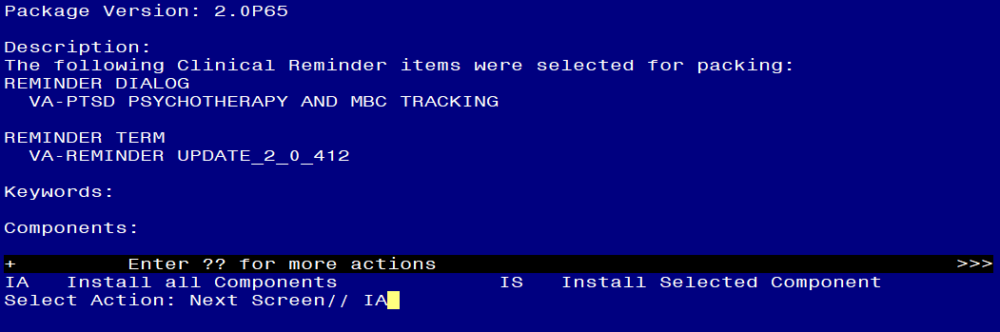 Package Version: 2.0P65
Description:
The following Clinical Reminder items were selected for packing:
REMINDER DIALOG
VA-PTSD PSYCHOTHERAPY AND MBC TRACKING
REMINDER TERM
VA-REMINDER UPDATE_2_0_412
Keywords:
Components:
+ Enter ?? for more actions >>>
IA Install all Components IS Install Selected Component
Select Action: Next Screen// IA